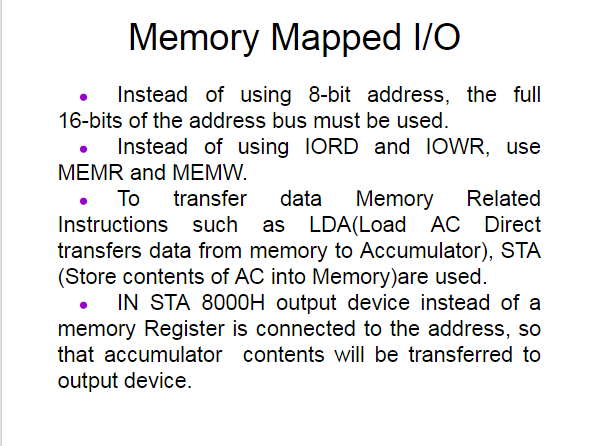 Memory Mapped I/O
• Instead of using 8-bit address, the full
16-bits of the address bus must be used.
• Instead of using IORD and IOWR, use
MEMR and MEMW.
• To transfer data Memory Related
Instructions such as LDA(Load AC Direct
transfers data from memory to Accumulator), STA
(Store contents of AC into Memory)are used.
• IN STA 8000H output device instead of a
memory Register is connected to the address, so
that accumulator contents will be transferred to
output device.